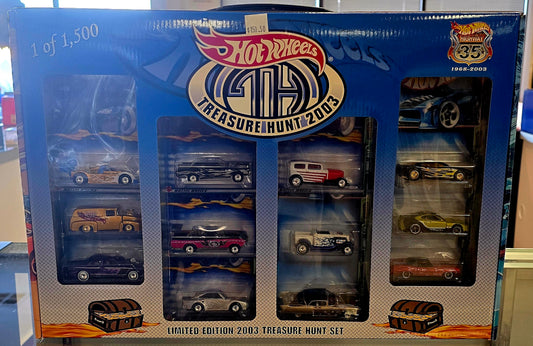 1 of 1,500
Hot Wheels
TH
TREASURE HUNT 2003
Hot Wheels
35
1968-2003
LIMITED EDITION 2003 TREASURE HUNT SET